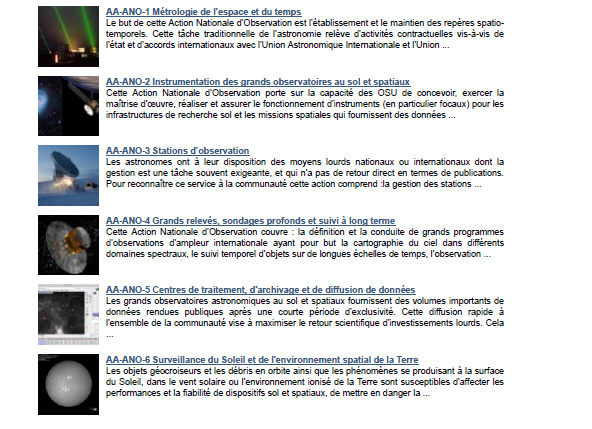 AA-ANO-1 Métrologie de l'espace et du temps
Le but de cette Action Nationale d'Observation est l'établissement et le maintien des repères spatio-
temporels. Cette tâche traditionnelle de l'astronomie relève d'activités contractuelles vis-à-vis de
l'état et d'accords internationaux avec l'Union Astronomique Internationale et l'Union ...
AA-ANO-2 Instrumentation des grands observatoires au sol et spatiaux
Cette Action Nationale d'Observation porte sur la capacité des OSU de concevoir, exercer la
maîtrise d'œuvre, réaliser et assurer le fonctionnement d'instruments (en particulier focaux) pour les
infrastructures de recherche sol et les missions spatiales qui fournissent des données ...
AA-ANO-3 Stations d'observation
Les astronomes ont à leur disposition des moyens lourds nationaux ou internationaux dont la
gestion est une tâche souvent exigeante, et qui n'a pas de retour direct en termes de publications.
Pour reconnaître ce service à la communauté cette action comprend :la gestion des stations ...
AA-ANO-4 Grands relevés, sondages profonds et suivi à long terme
Cette Action Nationale d'Observation couvre : la définition et la conduite de grands programmes
d'observations d'ampleur internationale ayant pour but la cartographie du ciel dans différents
domaines spectraux, le suivi temporel d'objets sur de longues échelles de temps, l'observation ...
AA-ANO-5 Centres de traitement, d'archivage et de diffusion de données
Les grands observatoires astronomiques au sol et spatiaux fournissent des volumes importants de
données rendues publiques après une courte période d'exclusivité. Cette diffusion rapide à
l'ensemble de la communauté vise à maximiser le retour scientifique d'investissements lourds. Cela
...
AA-ANO-6 Surveillance du Soleil et de l'environnement spatial de la Terre
Les objets géocroiseurs et les débris en orbite ainsi que les phénomènes se produisant à la surface
du Soleil, dans le vent solaire ou l'environnement ionisé de la Terre sont susceptibles d'affecter les
performances et la fiabilité de dispositifs sol et spatiaux, de mettre en danger la ...